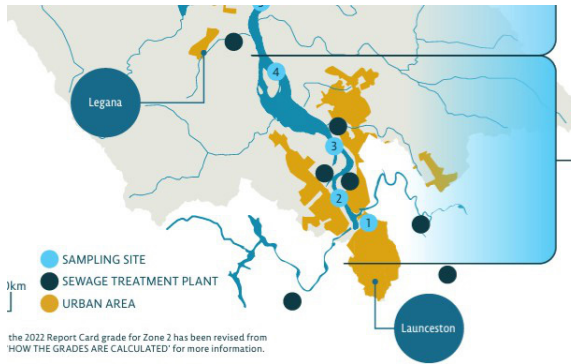 4
Legana
3
2
1
SAMPLING SITE
0km
SEWAGE TREATMENT PLANT
URBAN AREA
Launceston
the 2022 Report Card grade for Zone 2 has been revised from
'HOW THE GRADES ARE CALCULATED' for more information.